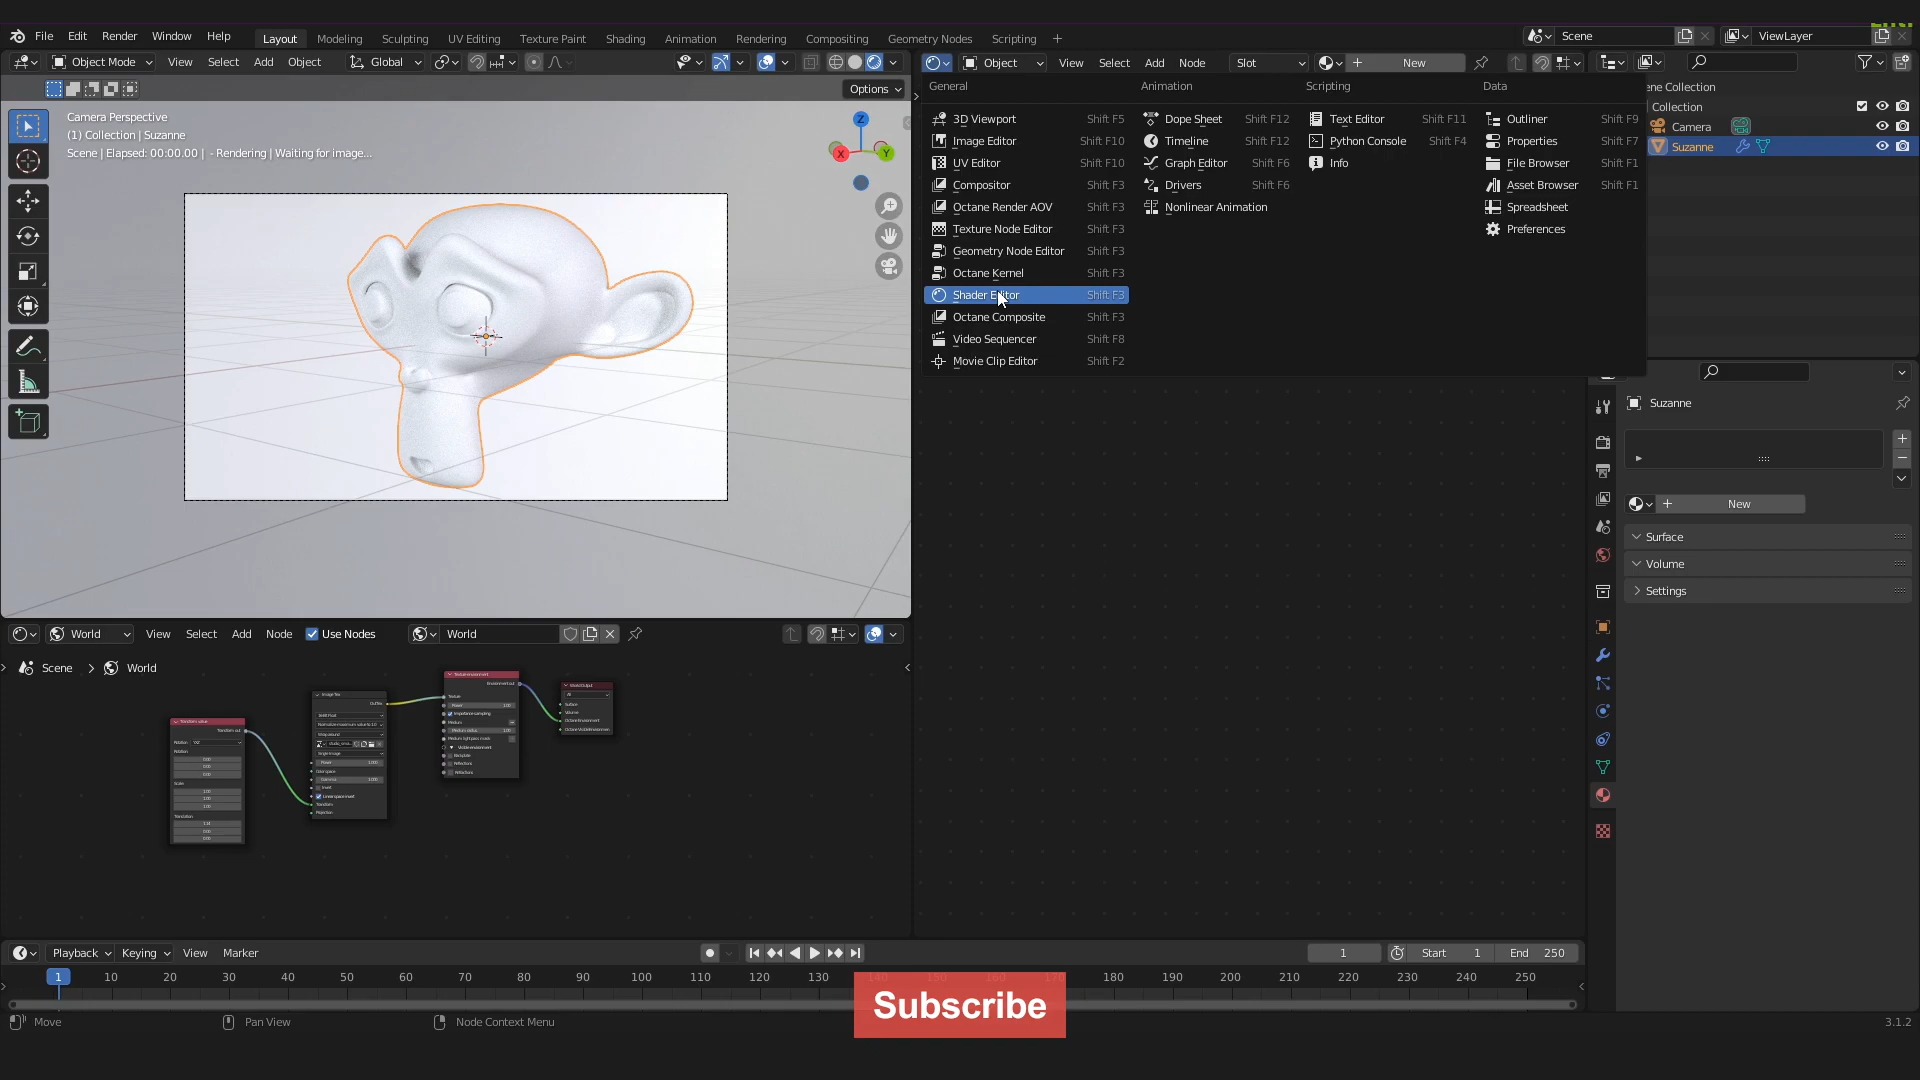 File Edit Render Window Help Layout Modeling Sculpting UV Editing Texture Paint Shading Animation Rendering Compositing Geometry Nodes Scripting + Scene ViewLayer
Object Mode View Select Add Object Global
Object View Select Add Node Slot New
Options
Camera Perspective
(1) Collection | Suzanne
Scene | Elapsed: 00:00.00 | - Rendering | Waiting for image...
Z
X
Y
General Animation Scripting Data
3D Viewport Shift F5 Dope Sheet Shift F12 Text Editor Shift F11 Outliner Shift F9
Image Editor Shift F10 Timeline Shift F12 Python Console Shift F4 Properties Shift F7
UV Editor Shift F10 Graph Editor Shift F6 Info File Browser Shift F1
Compositor Shift F3 Drivers Shift F6 Asset Browser Shift F1
Octane Render AOV Shift F3 Nonlinear Animation Spreadsheet
Texture Node Editor Shift F3 Preferences
Geometry Node Editor Shift F3
Octane Kernel Shift F3
Shader Editor Shift F3
Octane Composite Shift F3
Video Sequencer Shift F8
Movie Clip Editor Shift F2
ene Collection
Collection
Camera
Suzanne
Suzanne
New
Surface
Volume
Settings
World View Select Add Node Use Nodes World
Scene > World
Playback Keying View Marker 1 Start 1 End 250
1 10 20 30 40 50 60 70 80 90 100 110 120 130 140 150 160 170 180 190 200 210 220 230 240 250
Subscribe
Move Pan View Node Context Menu 3.1.2